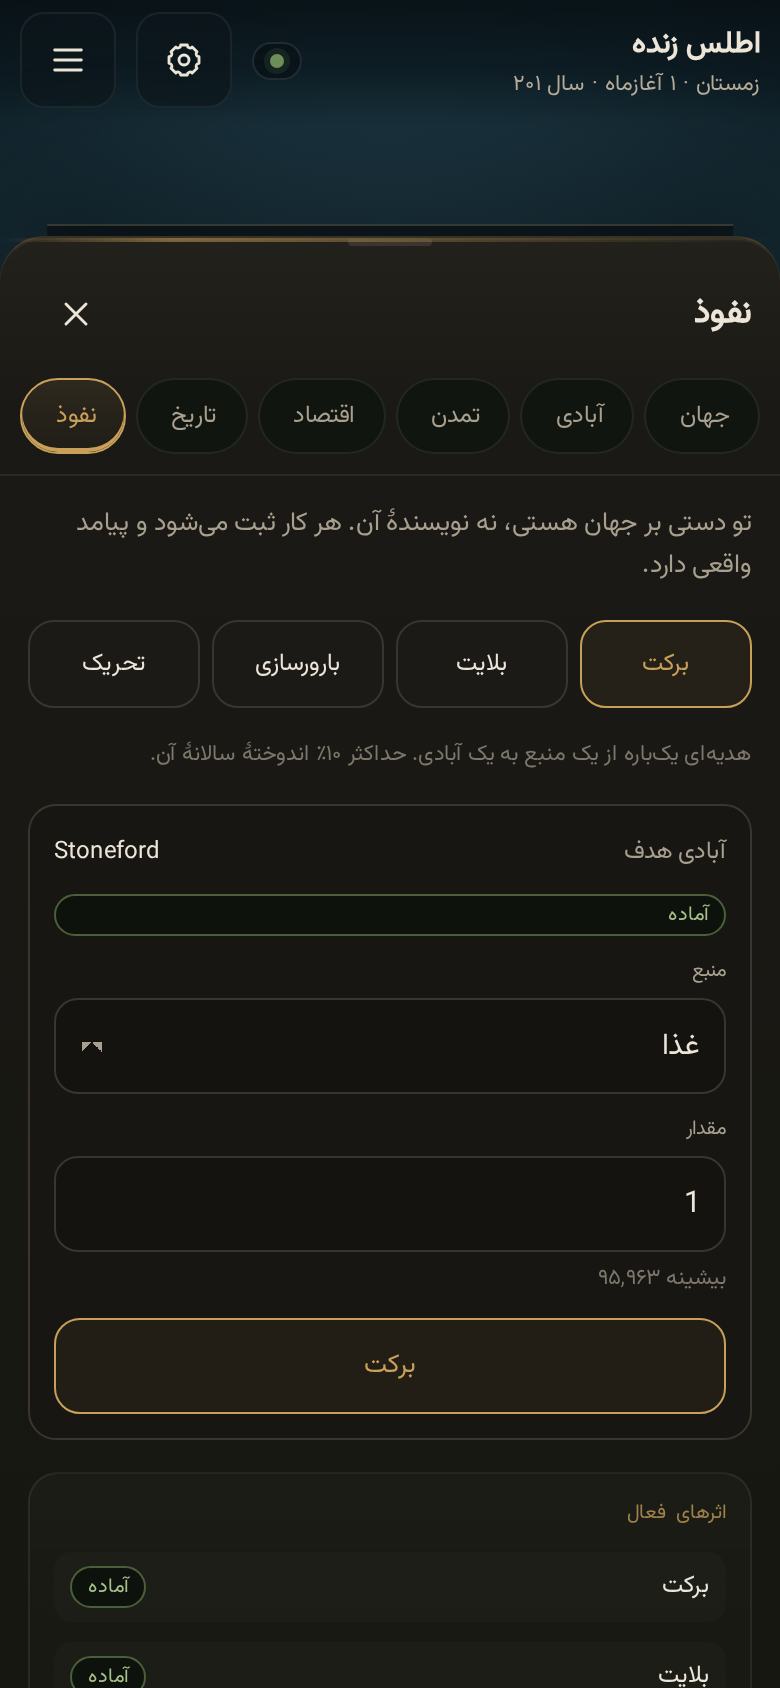 اطلس زنده
زمستان · ۱ آغازماه · سال ۲۰۱
نفوذ
جهان
آبادی
تمدن
اقتصاد
تاریخ
نفوذ
تو دستی بر جهان هستی، نه نویسندهٔ آن. هر کار ثبت می‌شود و پیامد
واقعی دارد.
برکت
بلایت
بارورسازی
تحریک
هدیه‌ای یک‌باره از یک منبع به یک آبادی. حداکثر ۱۰٪ اندوختهٔ سالانهٔ آن.
آبادی هدف
Stoneford
آماده
منبع
غذا
مقدار
1
بیشینه ۹۵,۹۶۳
برکت
اثرهای فعال
برکت
آماده
بلایت
آماده